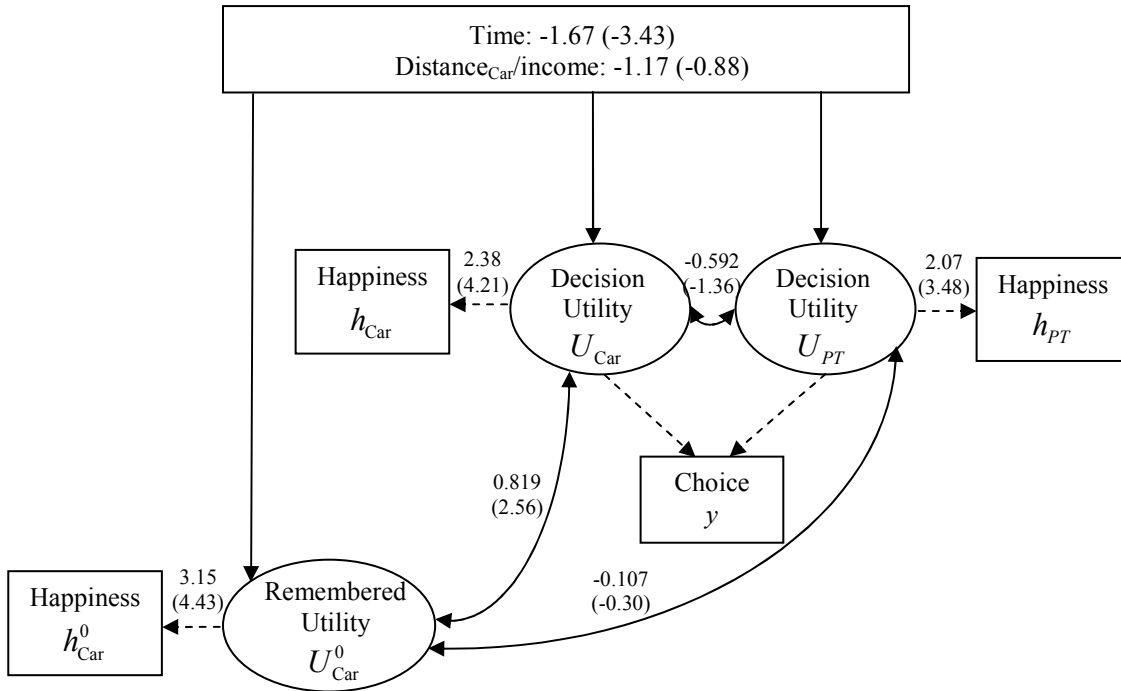 Time: -1.67 (-3.43)
Distance_Car/income: -1.17 (-0.88)
Happiness
h_Car
2.38
(4.21)
Decision
Utility
U_Car
-0.592
(-1.36)
Decision
Utility
U_PT
2.07
(3.48)
Happiness
h_PT
Choice
y
0.819
(2.56)
-0.107
(-0.30)
Happiness
h^0_Car
3.15
(4.43)
Remembered
Utility
U^0_Car